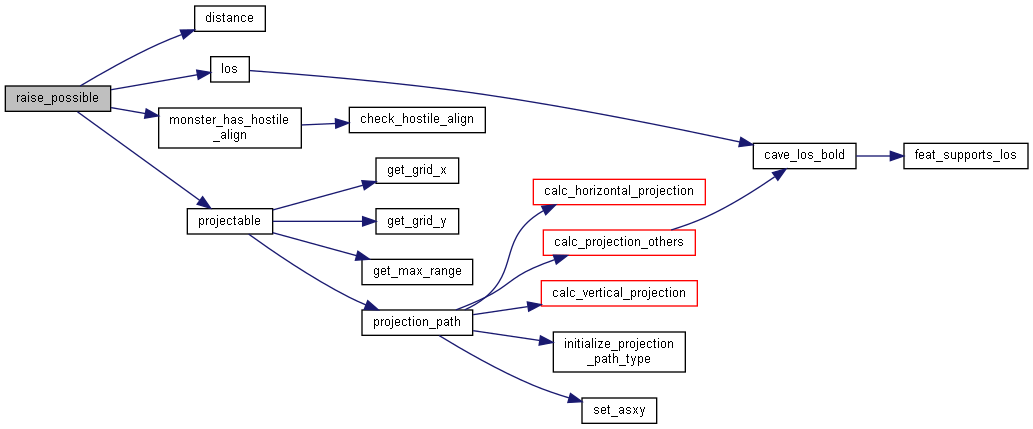 distance
los
raise_possible
monster_has_hostile
_align
check_hostile_align
cave_los_bold
feat_supports_los
get_grid_x
calc_horizontal_projection
projectable
get_grid_y
calc_projection_others
get_max_range
calc_vertical_projection
projection_path
initialize_projection
_path_type
set_asxy